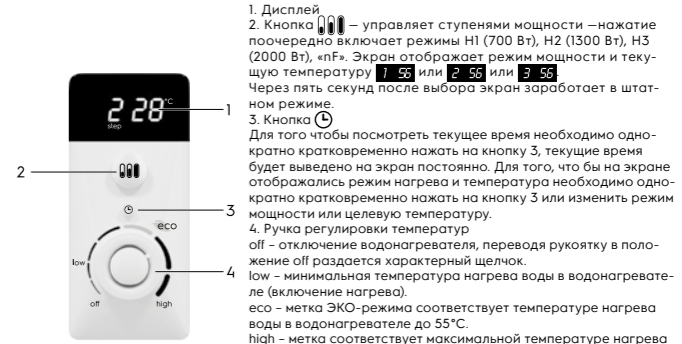 1. Дисплей
2. Кнопка – управляет ступенями мощности –нажатие
поочередно включает режимы H1 (700 Вт), H2 (1300 Вт), H3
(2000 Вт), «nF». Экран отображает режим мощности и теку-
щую температуру 1 56 или 2 56 или 3 56.
Через пять секунд после выбора экран заработает в штат-
ном режиме.
3. Кнопка
Для того чтобы посмотреть текущее время необходимо одно-
кратно кратковременно нажать на кнопку 3, текущие время
будет выведено на экран постоянно. Для того, что бы на экране
отображались режим нагрева и температура необходимо одно-
кратно кратковременно нажать на кнопку 3 или изменить режим
мощности или целевую температуру.
4. Ручка регулировки температур
off – отключение водонагревателя, переводя рукоятку в поло-
жение off раздается характерный щелчок.
low – минимальная температура нагрева воды в водонагревате-
ле (включение нагрева).
eco – метка ЭКО-режима соответствует температуре нагрева
воды в водонагревателе до 55°C.
high – метка соответствует максимальной температуре нагрева
2 28 °C
step
1
2
3
eco
low
4
off high